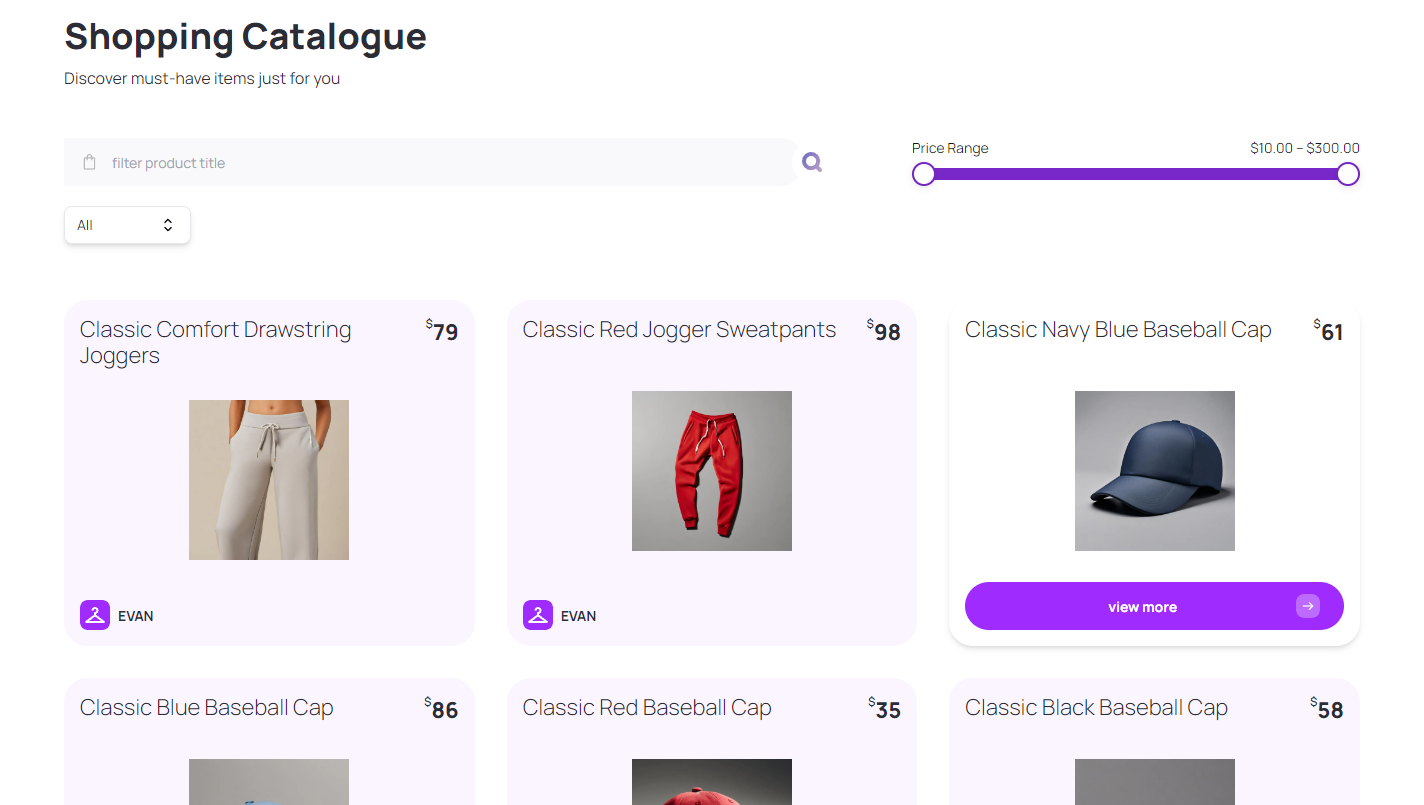 Shopping Catalogue
Discover must-have items just for you
filter product title
Price Range
$10.00 – $300.00
All
Classic Comfort Drawstring
Joggers
$79
Classic Red Jogger Sweatpants
$98
Classic Navy Blue Baseball Cap
$61
EVAN
EVAN
view more
Classic Blue Baseball Cap
$86
Classic Red Baseball Cap
$35
Classic Black Baseball Cap
$58